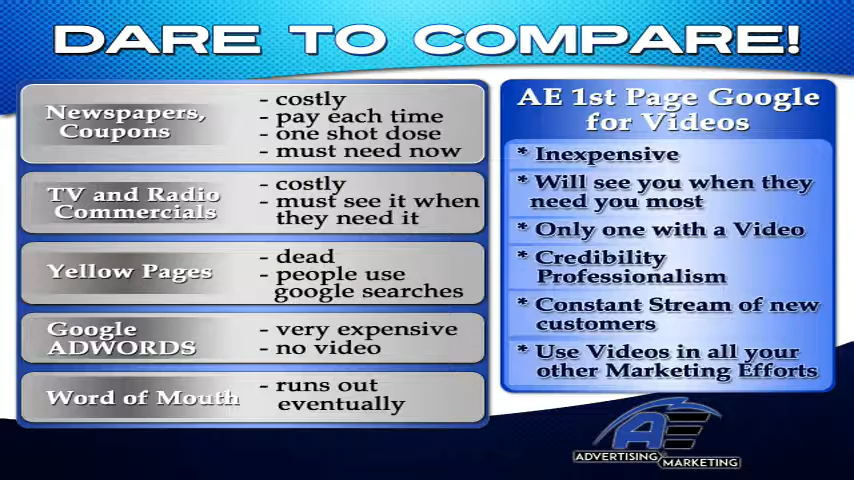 DARE TO COMPARE!
Newspapers,
Coupons
- costly
- pay each time
- one shot dose
- must need now
TV and Radio
Commercials
- costly
- must see it when
they need it
Yellow Pages
- dead
- people use
google searches
Google
ADWORDS
- very expensive
- no video
Word of Mouth
- runs out
eventually
AE 1st Page Google
for Videos
* Inexpensive
* Will see you when they
need you most
* Only one with a Video
* Credibility
Professionalism
* Constant Stream of new
customers
* Use Videos in all your
other Marketing Efforts
AE
ADVERTISING
MARKETING